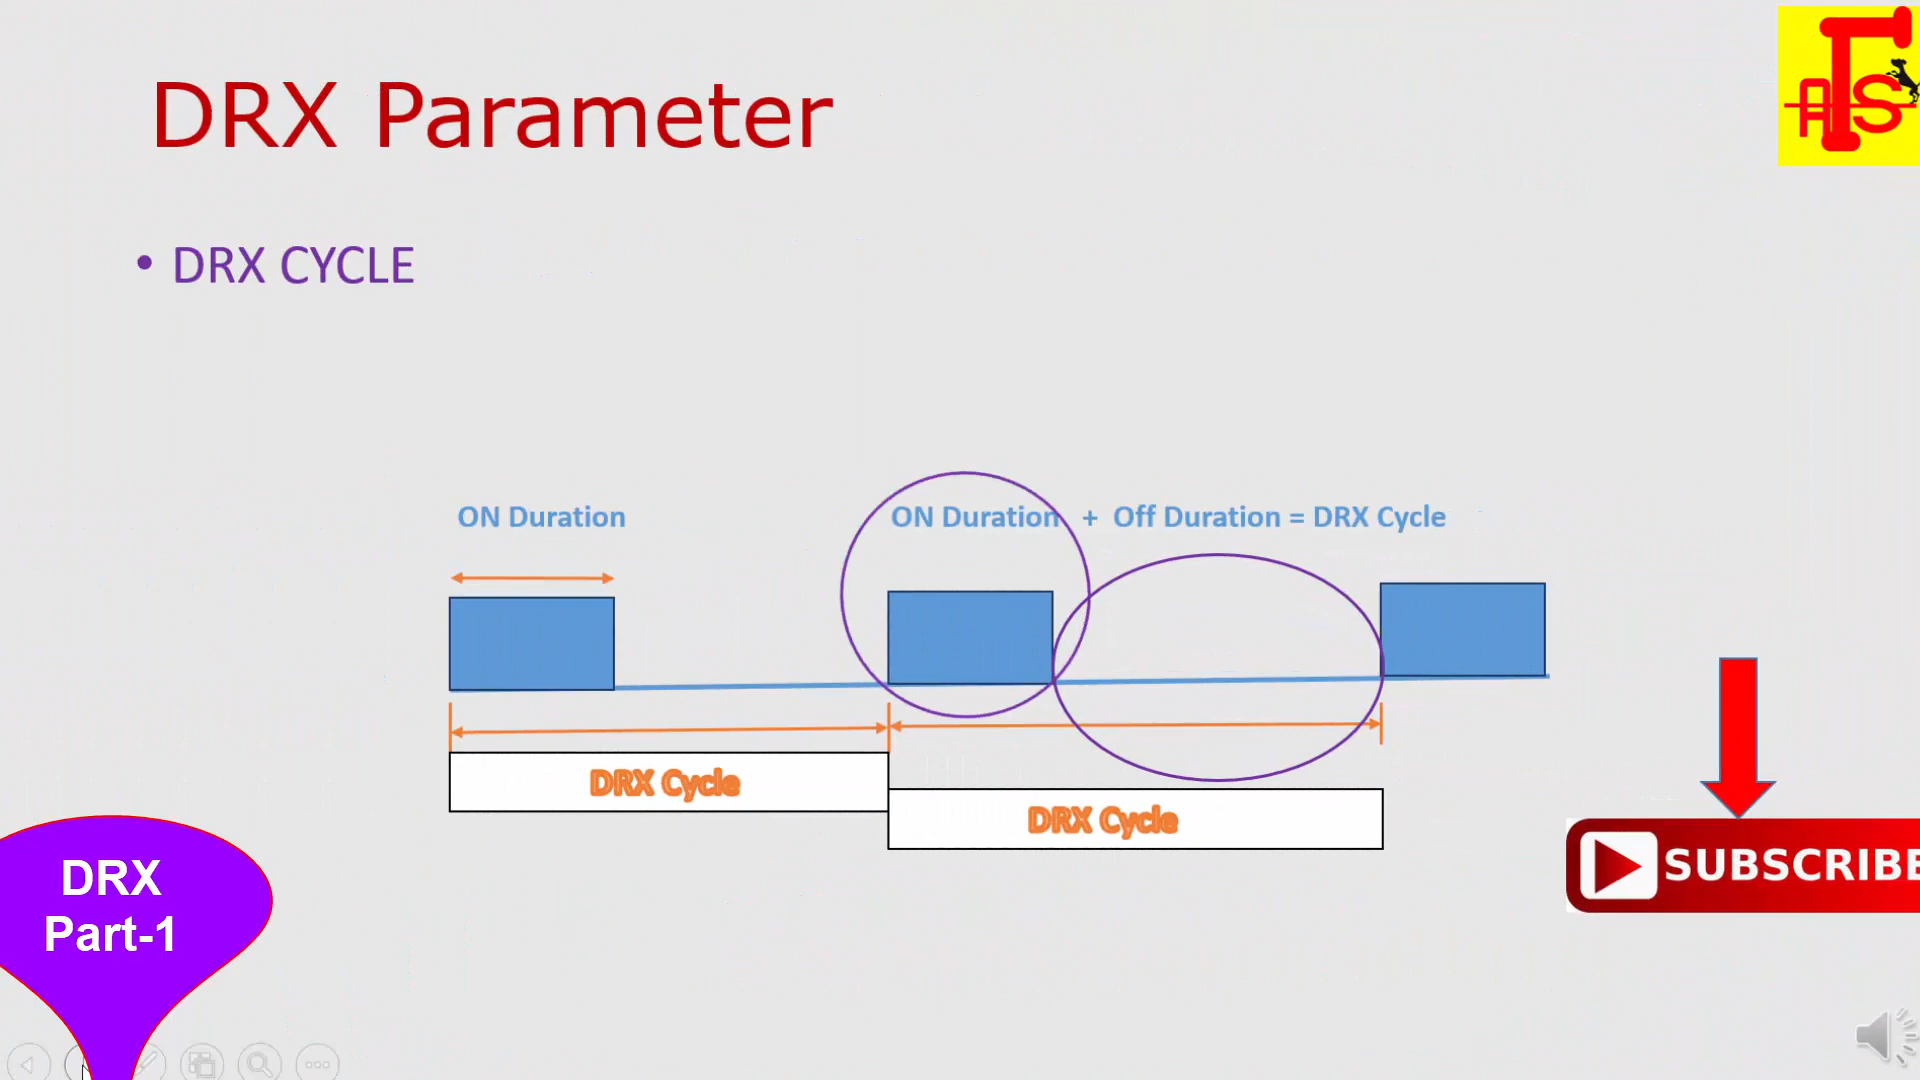 DRX Parameter
• DRX CYCLE
ON Duration
ON Duration + Off Duration = DRX Cycle
DRX Cycle
DRX Cycle
DRX
Part-1
SUBSCRIBE
ATS